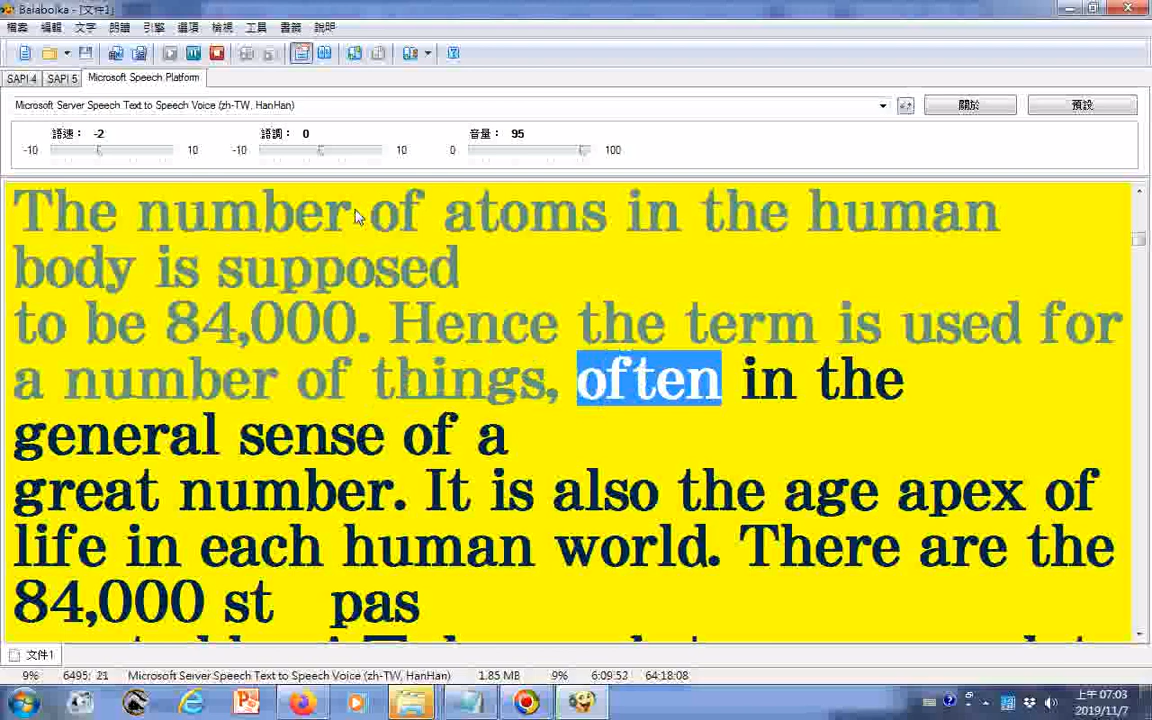 Balabolka - [文件1]
檔案 編輯 文字 朗讀 引擎 選項 檢視 工具 書籤 說明
SAPI 4 SAPI 5 Microsoft Speech Platform
Microsoft Server Speech Text to Speech Voice (zh-TW, HanHan) 關於 預設
語速： -2 語調： 0 音量： 95
-10 10 -10 10 0 100
The number of atoms in the human
body is supposed
to be 84,000. Hence the term is used for
a number of things, often in the
general sense of a
great number. It is also the age apex of
life in each human world. There are the
84,000 st pas
文件1
9% 6495: 21 Microsoft Server Speech Text to Speech Voice (zh-TW, HanHan) 1.85 MB 9% 6:09:53 64:18:08
上午 07:03
2019/11/7